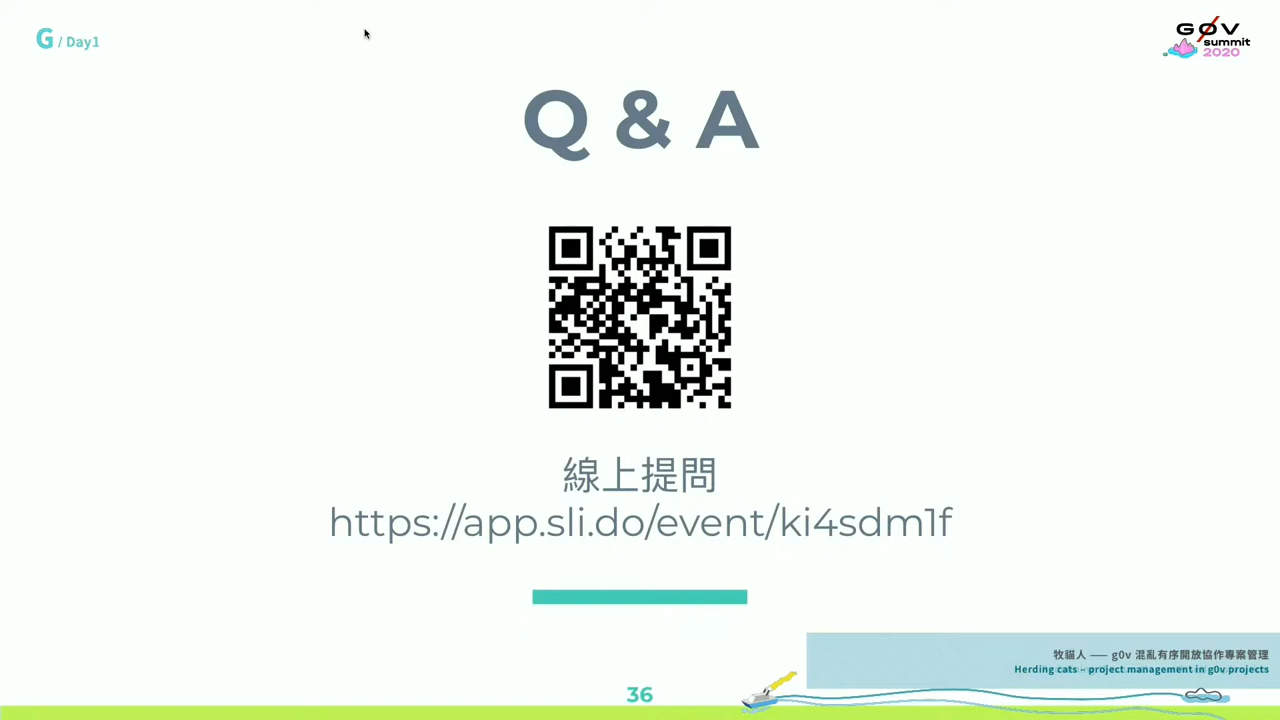 G / Day1
G0V
summit
2020
Q & A
線上提問
https://app.sli.do/event/ki4sdm1f
牧貓人 —— g0v 混亂有序開放協作專案管理
Herding cats – project management in g0v projects
36